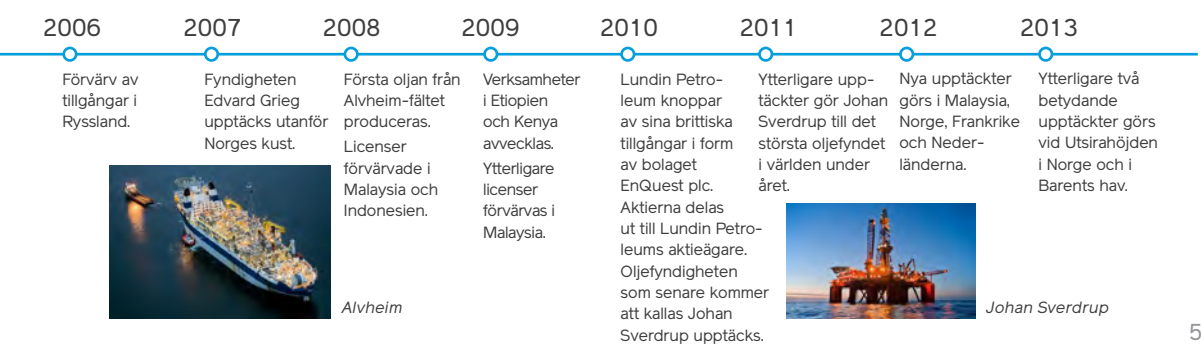 2006
2007
2008
2009
2010
2011
2012
2013
Förvärv av
tillgångar i
Ryssland.
Fyndigheten
Edvard Grieg
upptäcks utanför
Norges kust.
Första oljan från
Alvheim-fältet
produceras.
Licenser
förvärvade i
Malaysia och
Indonesien.
Verksamheter
i Etiopien
och Kenya
avvecklas.
Ytterligare
licenser
förvärvas i
Malaysia.
Lundin Petro-
leum knoppar
av sina brittiska
tillgångar i form
av bolaget
EnQuest plc.
Aktierna delas
ut till Lundin Petro-
leums aktieägare.
Oljefyndigheten
som senare kommer
att kallas Johan
Sverdrup upptäcks.
Ytterligare upp-
täckter gör Johan
Sverdrup till det
största oljefyndet
i världen under
året.
Nya upptäckter
görs i Malaysia,
Norge, Frankrike
och Neder-
länderna.
Ytterligare två
betydande
upptäckter görs
vid Utsirahöjden
i Norge och i
Barents hav.
Alvheim
Johan Sverdrup
5